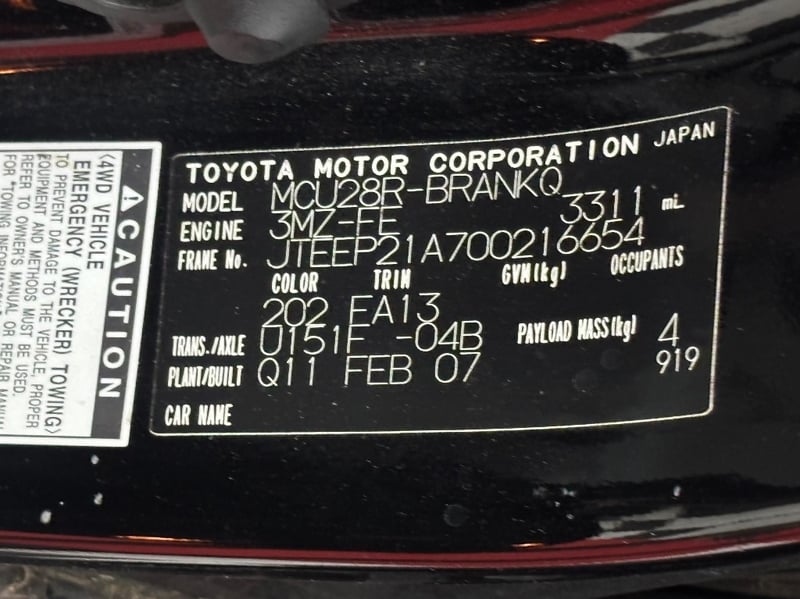 TOYOTA MOTOR CORPORATION JAPAN
MODEL MCU28R-BRANKQ
ENGINE 3MZ-FE 3311 mL
FRAME No. JTEEP21A700216654
COLOR TRIM GVM(kg) OCCUPANTS
202 FA13
TRANS./AXLE U151F -04B PAYLOAD MASS(kg) 4
PLANT/BUILT Q11 FEB 07 919
CAR NAME
CAUTION
(4WD VEHICLE
EMERGENCY (WRECKER) TOWING)
TO PREVENT DAMAGE TO THE VEHICLE, PROPER
EQUIPMENT AND METHODS MUST BE USED.
REFER TO OWNER'S MANUAL OR REPAIR MANUAL
FOR "TOWING